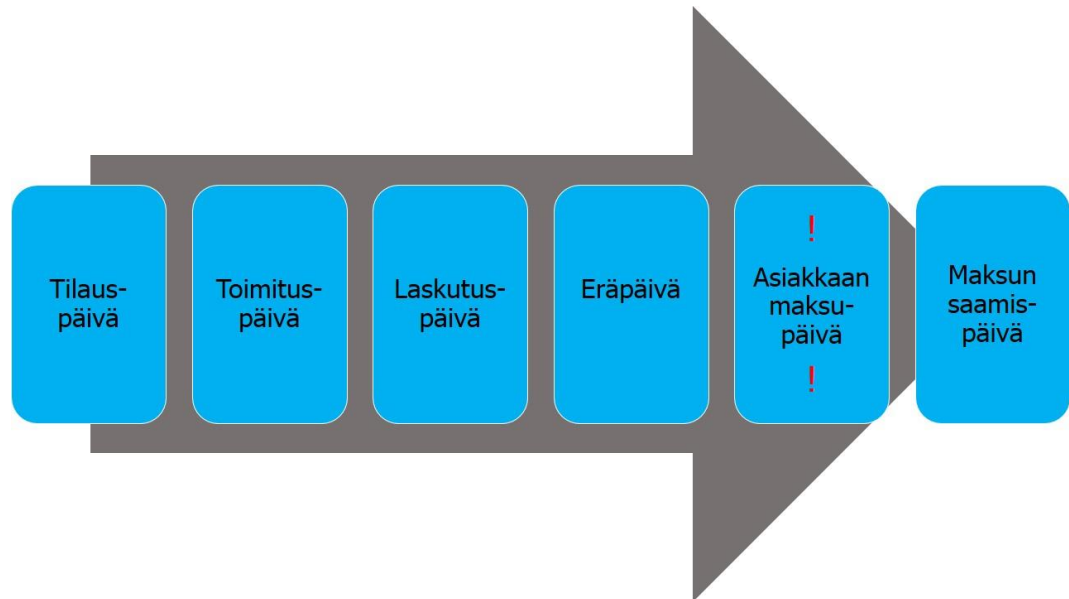 Tilaus-
päivä
Toimitus-
päivä
Laskutus-
päivä
Eräpäivä
!
Asiakkaan
maksu-
päivä
!
Maksun
saamis-
päivä